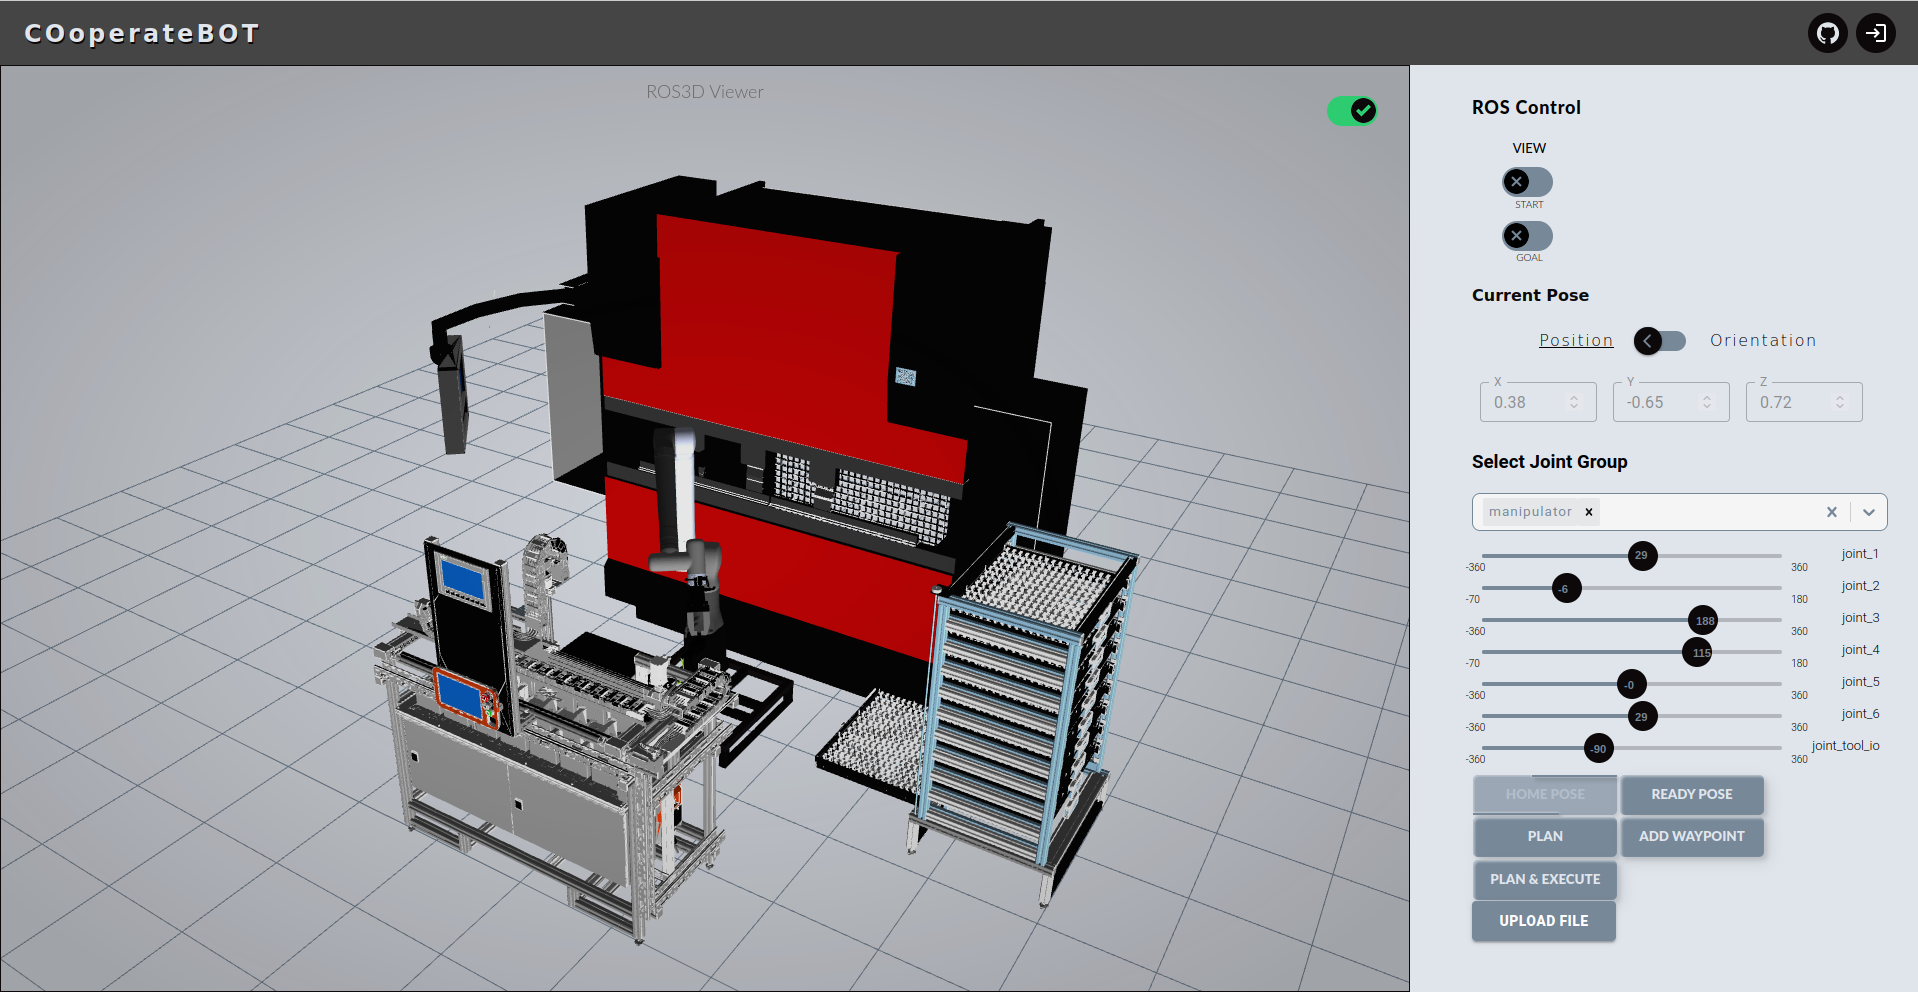 COoperateBOT
ROS3D Viewer
ROS Control
VIEW
START
GOAL
Current Pose
Position Orientation
X Y Z
0.38 -0.65 0.72
Select Joint Group
manipulator
29 joint_1
-360 360
-6 joint_2
-70 180
188 joint_3
-360 360
115 joint_4
-70 180
-0 joint_5
-360 360
29 joint_6
-360 360
-90 joint_tool_io
-360 360
HOME POSE READY POSE
PLAN ADD WAYPOINT
PLAN & EXECUTE
UPLOAD FILE